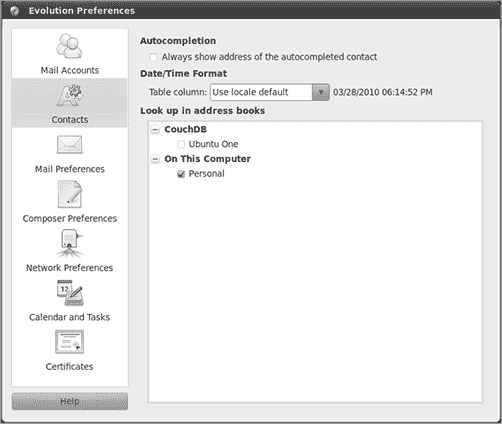 Evolution Preferences
Mail Accounts
Contacts
Mail Preferences
Composer Preferences
Network Preferences
12
Calendar and Tasks
Certificates
Help
Autocompletion
Always show address of the autocompleted contact
Date/Time Format
Table column: Use locale default 03/28/2010 06:14:52 PM
Look up in address books
CouchDB
Ubuntu One
On This Computer
Personal